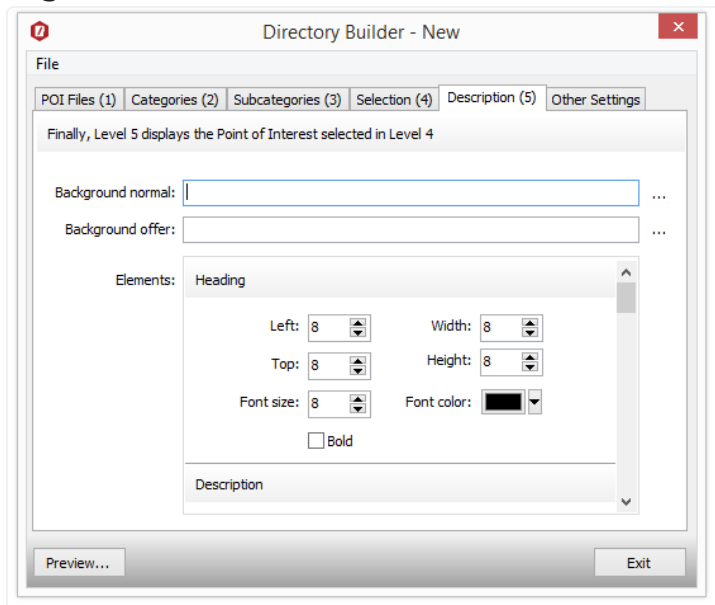 Directory Builder - New
File
POI Files (1) Categories (2) Subcategories (3) Selection (4) Description (5) Other Settings
Finally, Level 5 displays the Point of Interest selected in Level 4
Background normal: ...
Background offer: ...
Elements: Heading
Left: 8 Width: 8
Top: 8 Height: 8
Font size: 8 Font color:
Bold
Description
Preview... Exit